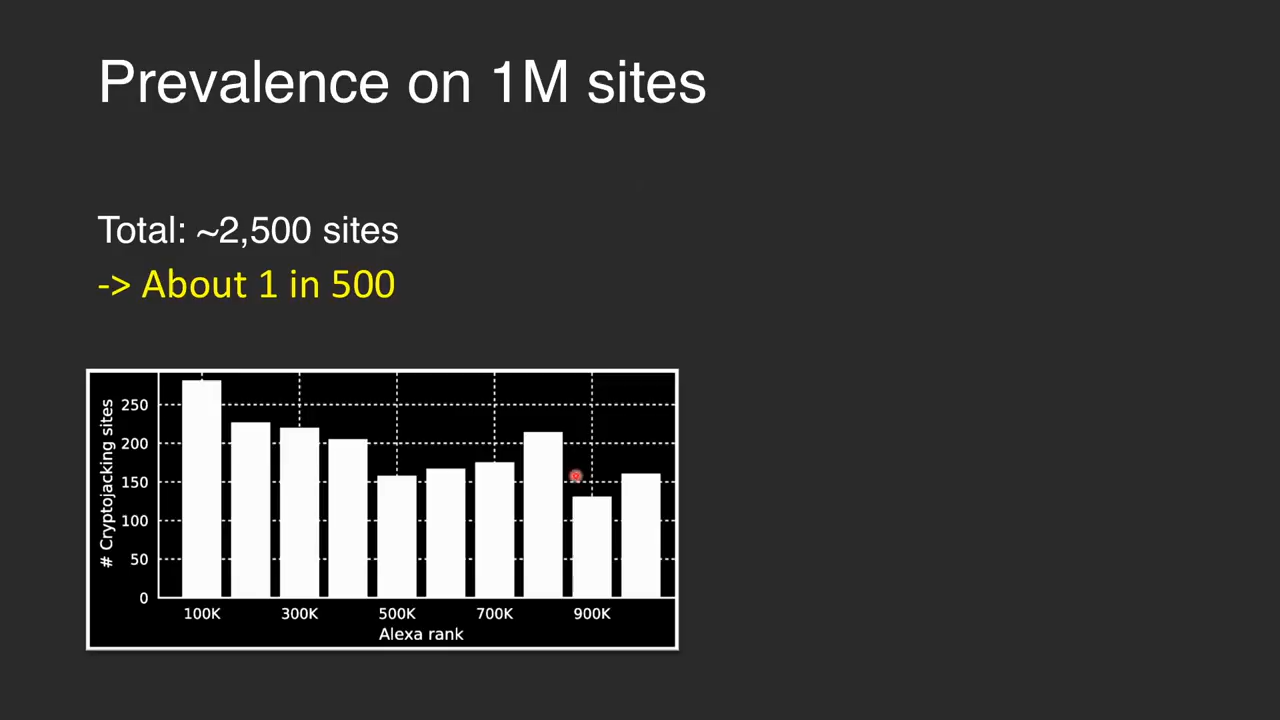 Prevalence on 1M sites
Total: ~2,500 sites
-> About 1 in 500
# Cryptojacking sites
250
200
150
100
50
0
100K 300K 500K 700K 900K
Alexa rank